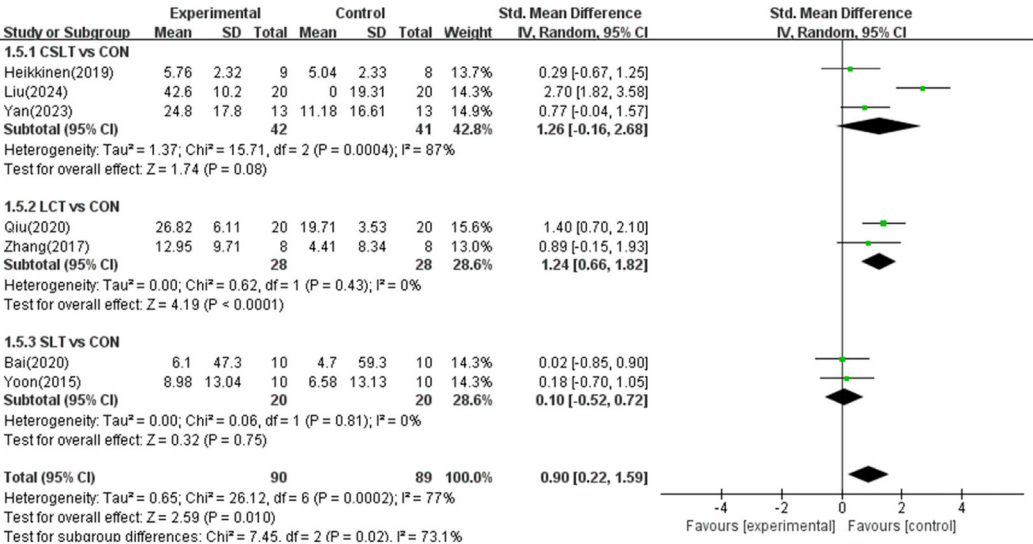 Experimental Control Std. Mean Difference Std. Mean Difference
Study or Subgroup Mean SD Total Mean SD Total Weight IV, Random, 95% CI IV, Random, 95% CI
1.5.1 CSLT vs CON
Heikkinen(2019) 5.76 2.32 9 5.04 2.33 8 13.7% 0.29 [-0.67, 1.25]
Liu(2024) 42.6 10.2 20 0 19.31 20 14.3% 2.70 [1.82, 3.58]
Yan(2023) 24.8 17.8 13 11.18 16.61 13 14.9% 0.77 [-0.04, 1.57]
Subtotal (95% CI) 42 41 42.8% 1.26 [-0.16, 2.68]
Heterogeneity: Tau² = 1.37; Chi² = 15.71, df = 2 (P = 0.0004); I² = 87%
Test for overall effect: Z = 1.74 (P = 0.08)
1.5.2 LCT vs CON
Qiu(2020) 26.82 6.11 20 19.71 3.53 20 15.6% 1.40 [0.70, 2.10]
Zhang(2017) 12.95 9.71 8 4.41 8.34 8 13.0% 0.89 [-0.15, 1.93]
Subtotal (95% CI) 28 28 28.6% 1.24 [0.66, 1.82]
Heterogeneity: Tau² = 0.00; Chi² = 0.62, df = 1 (P = 0.43); I² = 0%
Test for overall effect: Z = 4.19 (P < 0.0001)
1.5.3 SLT vs CON
Bai(2020) 6.1 47.3 10 4.7 59.3 10 14.3% 0.02 [-0.85, 0.90]
Yoon(2015) 8.98 13.04 10 6.58 13.13 10 14.3% 0.18 [-0.70, 1.05]
Subtotal (95% CI) 20 20 28.6% 0.10 [-0.52, 0.72]
Heterogeneity: Tau² = 0.00; Chi² = 0.06, df = 1 (P = 0.81); I² = 0%
Test for overall effect: Z = 0.32 (P = 0.75)
Total (95% CI) 90 89 100.0% 0.90 [0.22, 1.59]
Heterogeneity: Tau² = 0.65; Chi² = 26.12, df = 6 (P = 0.0002); I² = 77%
Test for overall effect: Z = 2.59 (P = 0.010)
Test for subgroup differences: Chi² = 7.45, df = 2 (P = 0.02), I² = 73.1%
-4 -2 0 2 4
Favours [experimental] Favours [control]